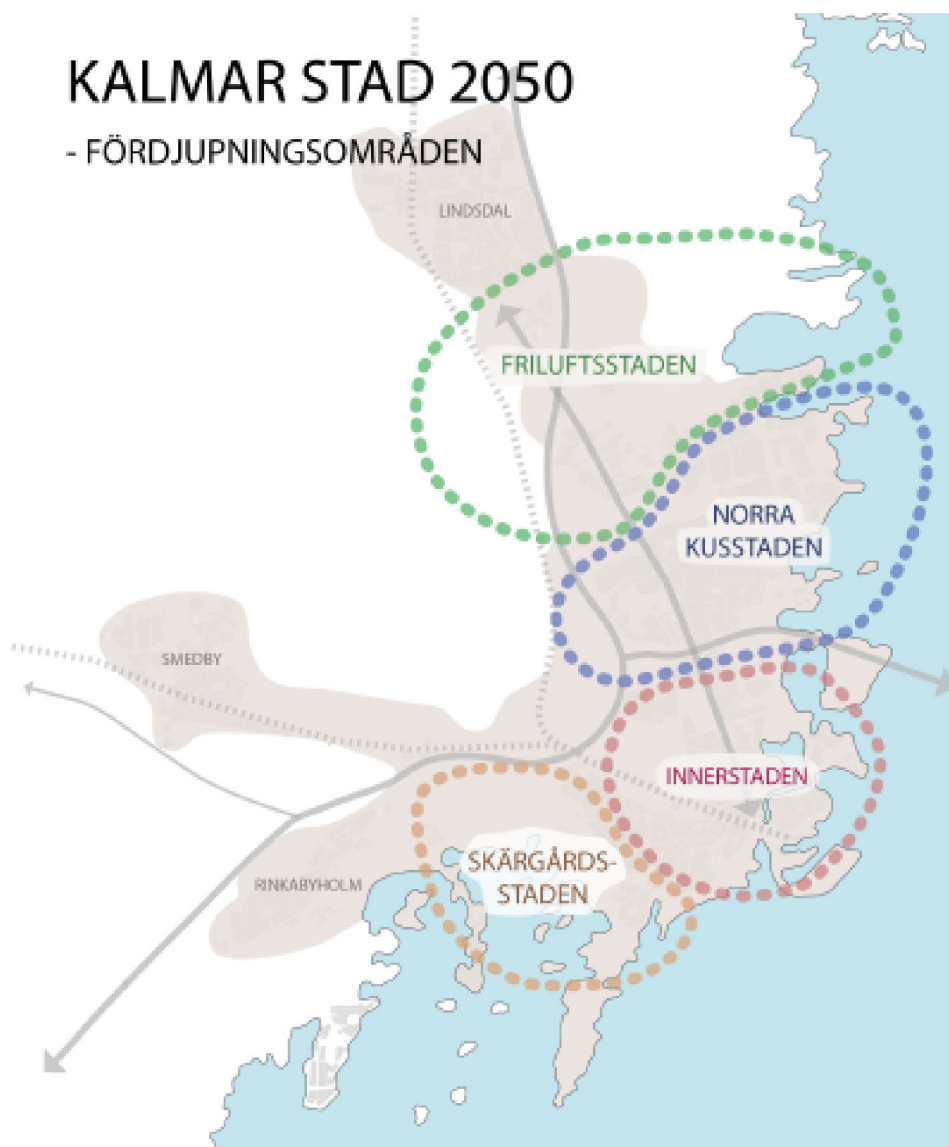 KALMAR STAD 2050
- FÖRDJUPNINGSOMRÅDEN
LINDSDAL
FRILUFTSSTADEN
NORRA
KUSSTADEN
SMEDBY
INNERSTADEN
SKÄRGÅRDS-
STADEN
RINKABYHOLM